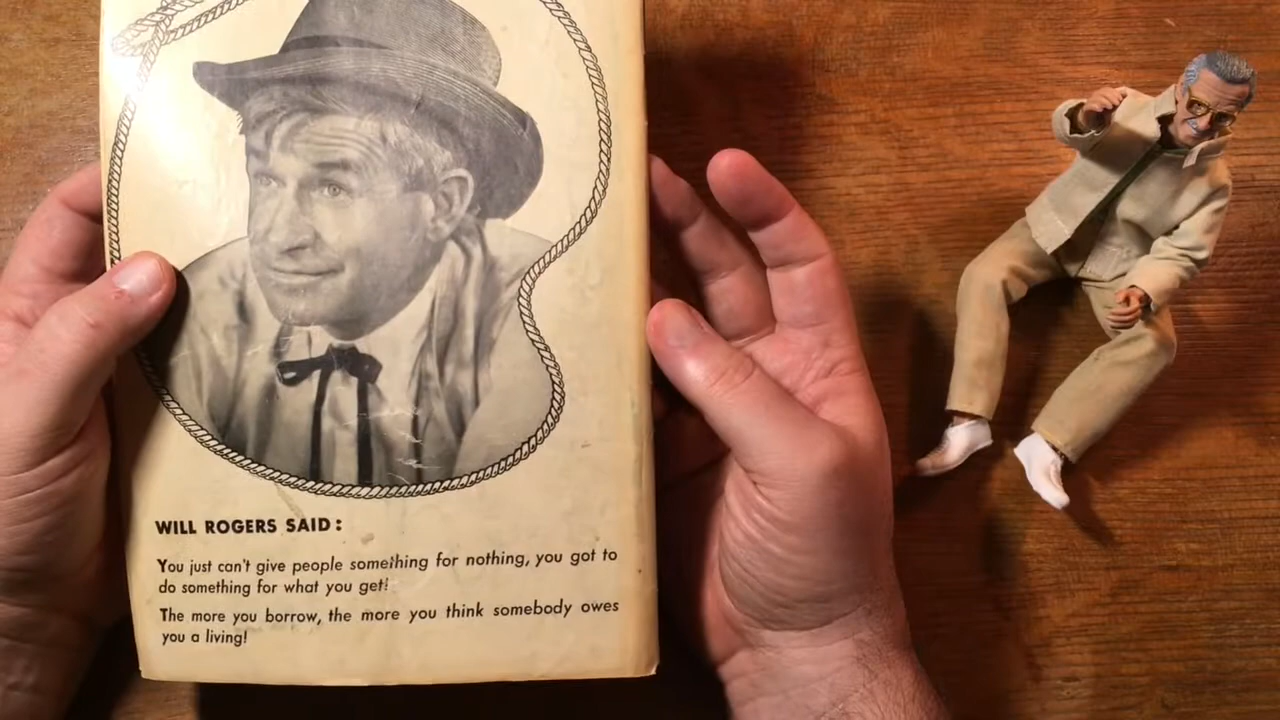 WILL ROGERS SAID:
You just can't give people something for nothing, you got to
do something for what you get!
The more you borrow, the more you think somebody owes
you a living!